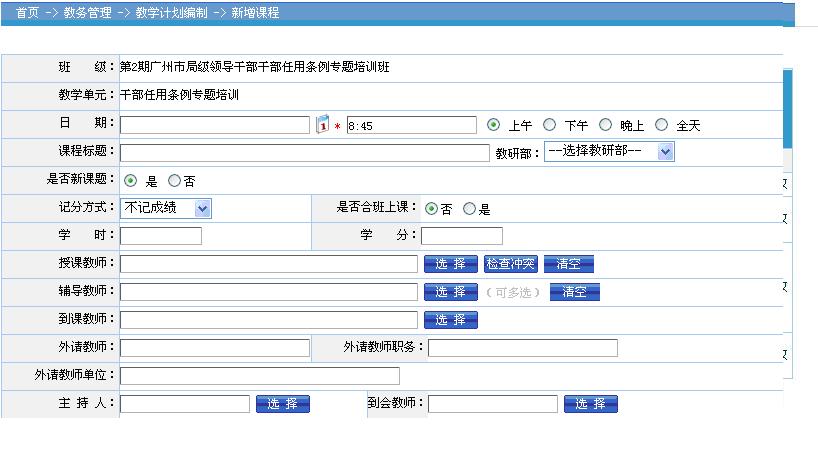 首页 -> 教务管理 -> 教学计划编制 -> 新增课程
班 级：第2期广州市局级领导干部干部任用条例专题培训班
教学单元：干部任用条例专题培训
日 期： 1 * 8:45 上午 下午 晚上 全天
课程标题： 教研部： --选择教研部--
是否新课题： 是 否
记分方式： 不记成绩 是否合班上课： 否 是
学 时： 学 分：
授课教师： 选 择 检查冲突 清空
辅导教师： 选 择 （可多选） 清空
到课教师： 选 择
外请教师： 外请教师职务：
外请教师单位：
主 持 人： 选 择 到会教师： 选 择